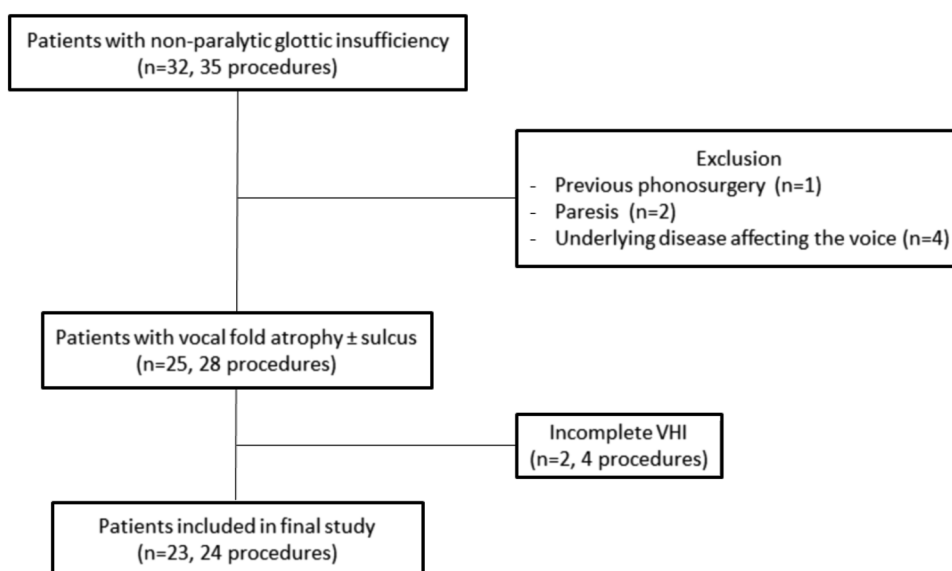 Patients with non-paralytic glottic insufficiency
(n=32, 35 procedures)
Exclusion
- Previous phonosurgery (n=1)
- Paresis (n=2)
- Underlying disease affecting the voice (n=4)
Patients with vocal fold atrophy ± sulcus
(n=25, 28 procedures)
Incomplete VHI
(n=2, 4 procedures)
Patients included in final study
(n=23, 24 procedures)